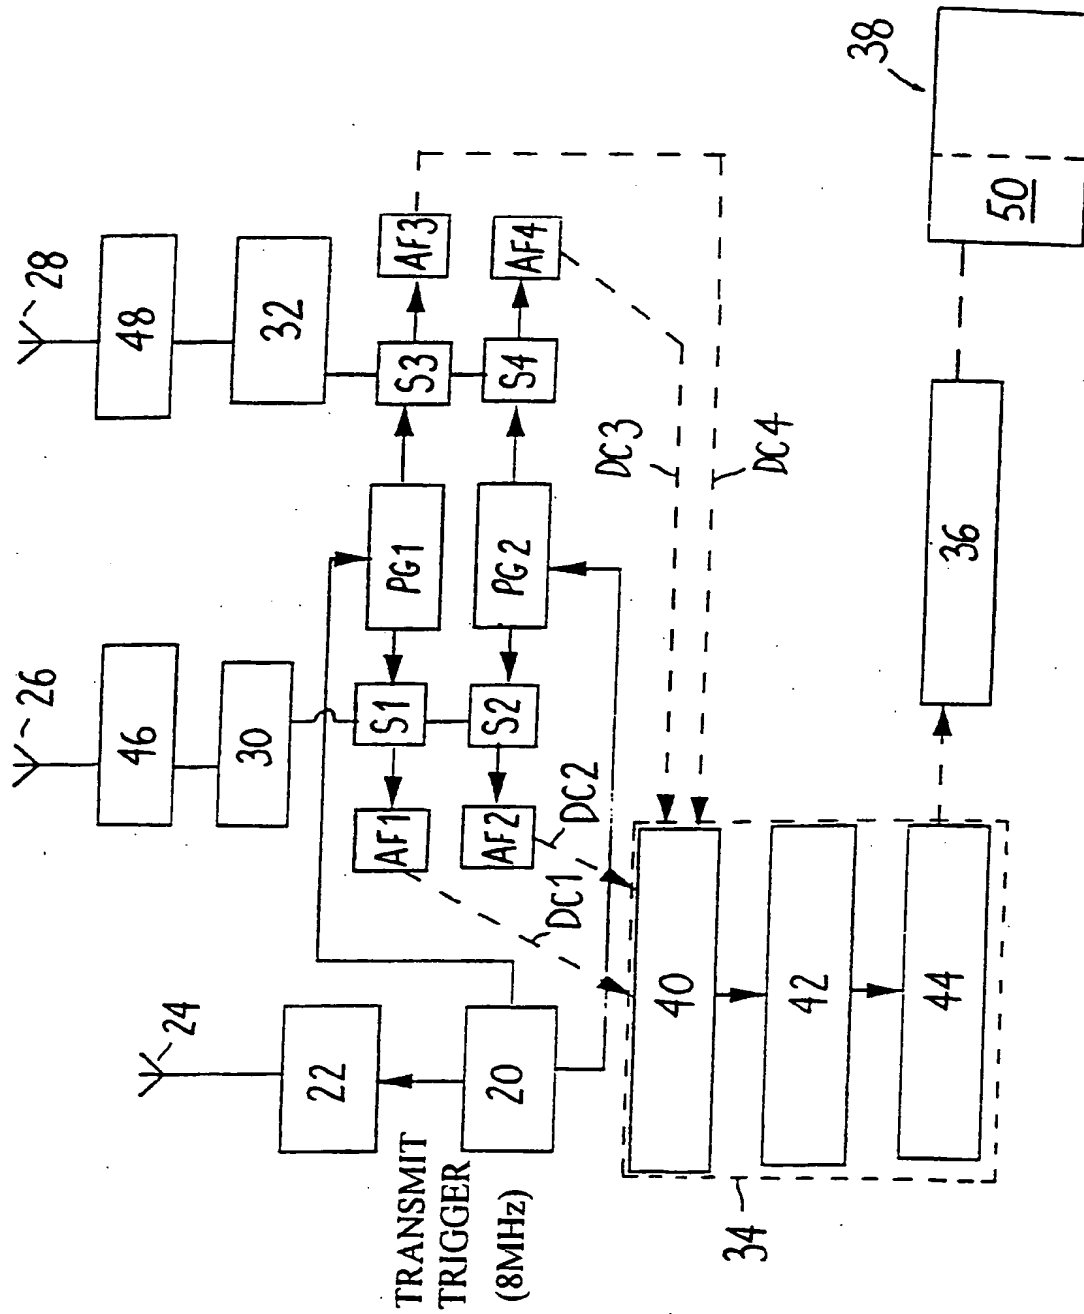 24
26
28
22
46
48
30
32
TRANSMIT
TRIGGER
(8MHz)
20
AF1
S1
PG1
S3
AF3
AF2
S2
PG2
S4
AF4
DC1
DC2
DC3
DC4
34
40
42
44
36
50
38